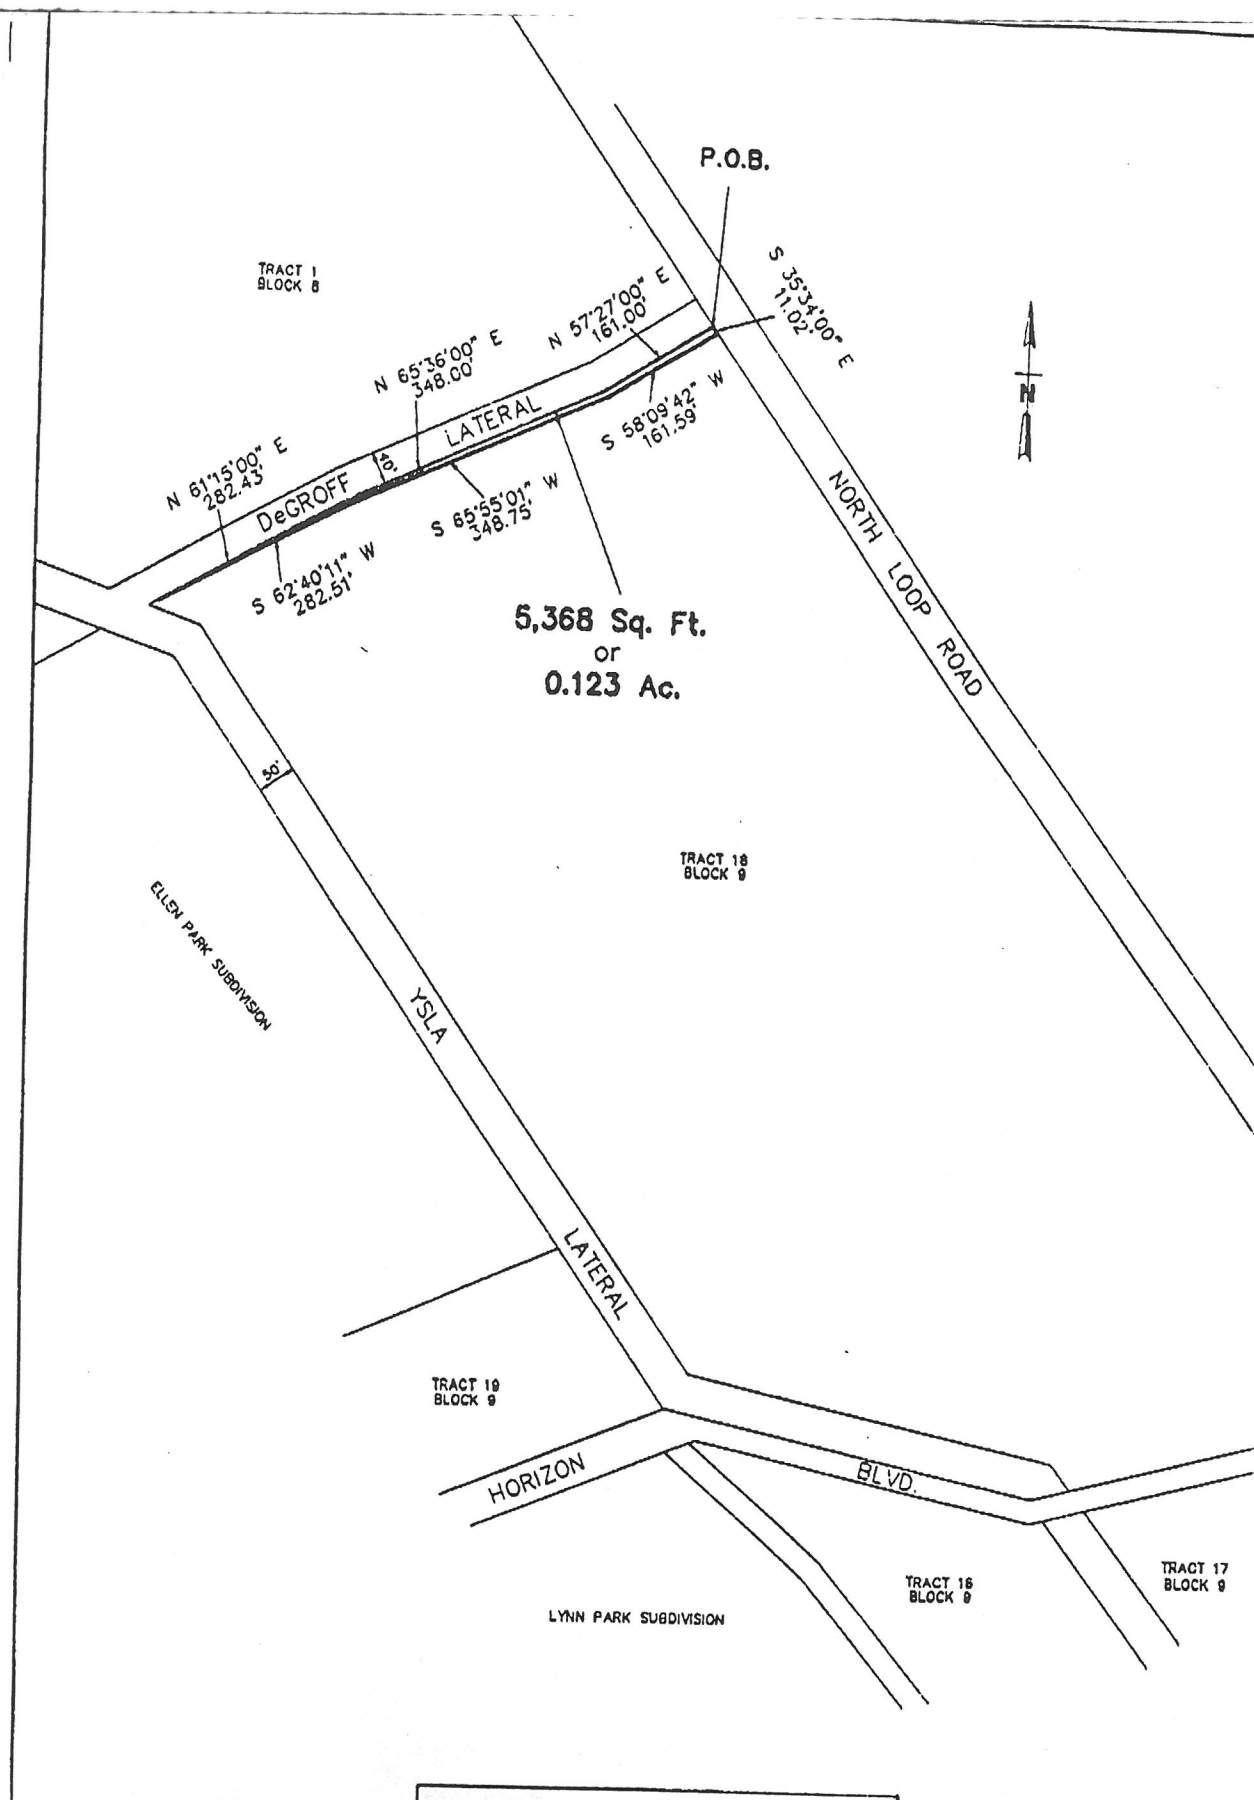 P.O.B.
TRACT 1
BLOCK 8
S 35°34'00" E
11.02'
N 57°27'00" E
161.00'
N 65°36'00" E
348.00'
N 61°15'00" E
282.43'
LATERAL
40'
DeGROFF
S 58°09'42" W
161.59'
S 65°55'01" W
348.75'
S 62°40'11" W
282.51'
N
NORTH LOOP ROAD
5,368 Sq. Ft.
or
0.123 Ac.
50'
TRACT 18
BLOCK 9
ELLEN PARK SUBDIVISION
YSLA
LATERAL
TRACT 19
BLOCK 9
HORIZON
BLVD.
TRACT 16
BLOCK 9
TRACT 17
BLOCK 9
LYNN PARK SUBDIVISION